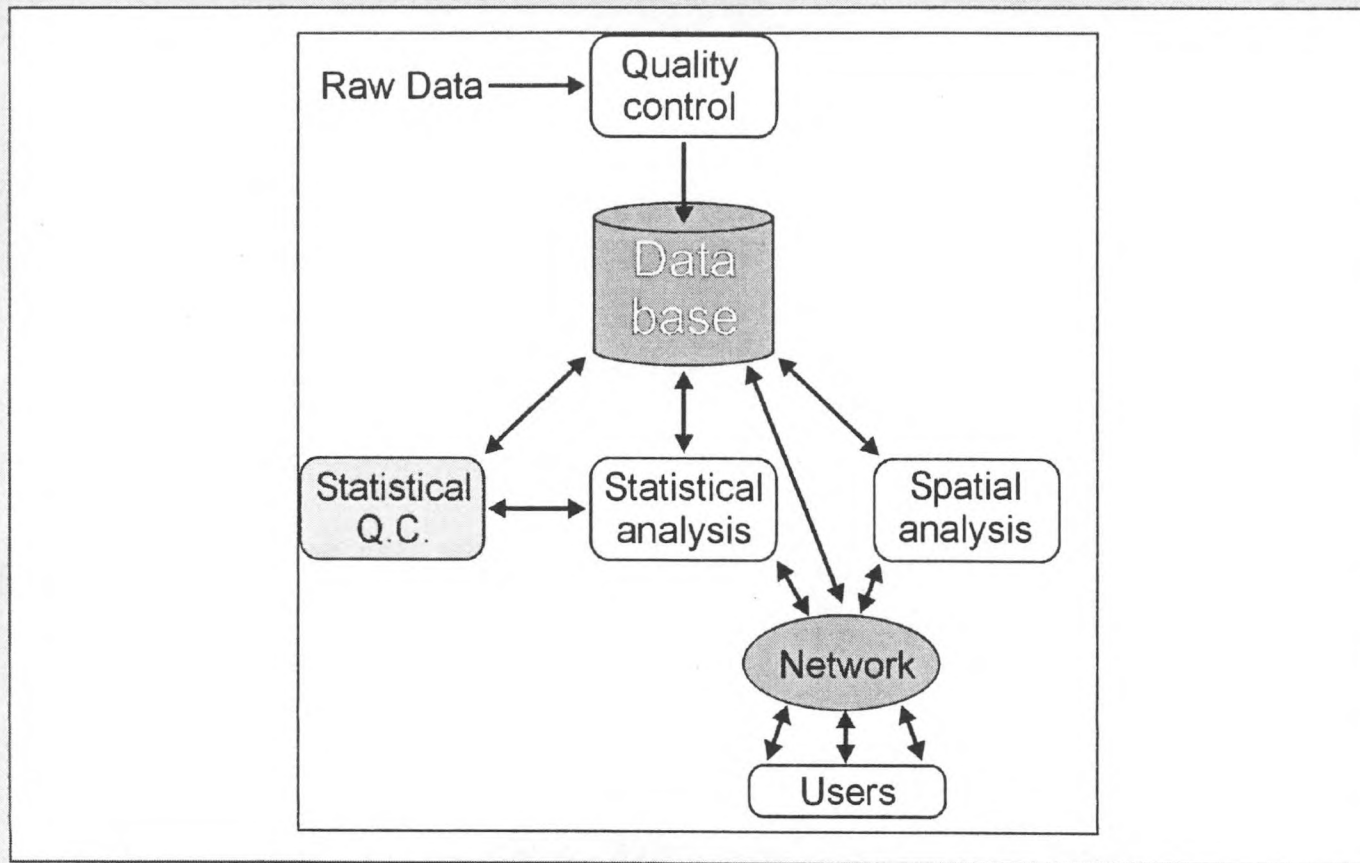 Raw Data
Quality
control
Data
base
Statistical
Q.C.
Statistical
analysis
Spatial
analysis
Network
Users